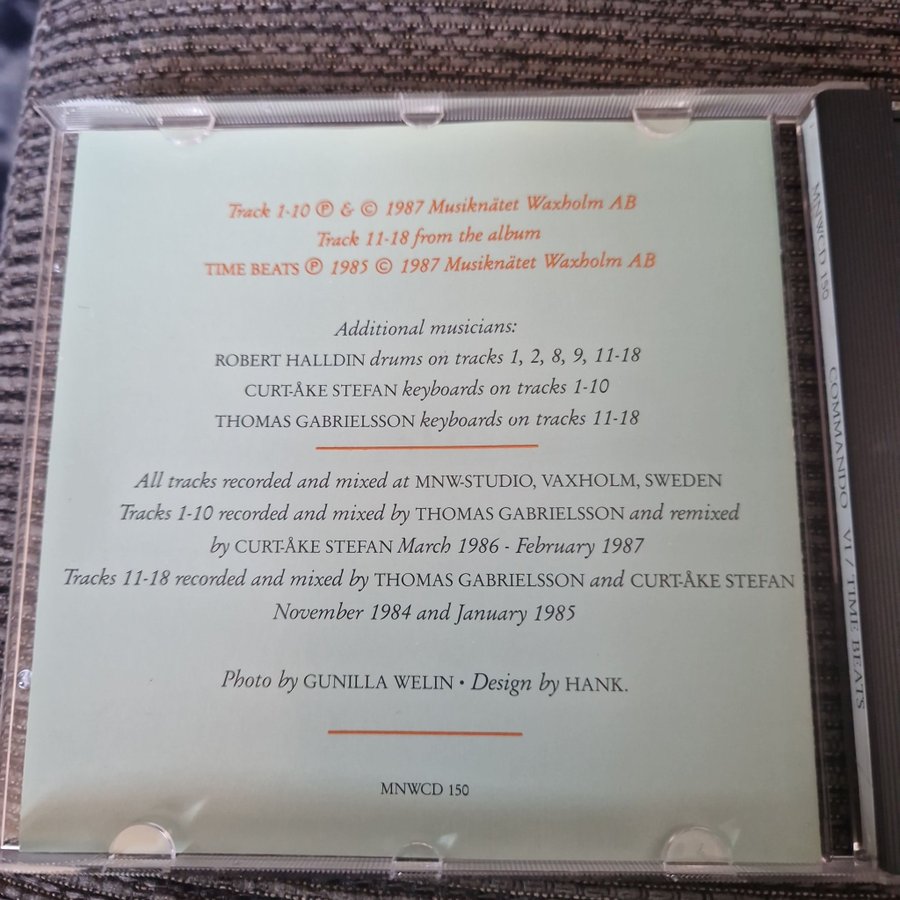 Track 1-10 ℗ & © 1987 Musiknätet Waxholm AB
Track 11-18 from the album
TIME BEATS ℗ 1985 © 1987 Musiknätet Waxholm AB
Additional musicians:
ROBERT HALLDIN drums on tracks 1, 2, 8, 9, 11-18
CURT-ÅKE STEFAN keyboards on tracks 1-10
THOMAS GABRIELSSON keyboards on tracks 11-18
All tracks recorded and mixed at MNW-STUDIO, VAXHOLM, SWEDEN
Tracks 1-10 recorded and mixed by THOMAS GABRIELSSON and remixed
by CURT-ÅKE STEFAN March 1986 - February 1987
Tracks 11-18 recorded and mixed by THOMAS GABRIELSSON and CURT-ÅKE STEFAN
November 1984 and January 1985
Photo by GUNILLA WELIN • Design by HANK.
MNWCD 150
MNWCD 150 COMMANDO VI / TIME BEATS